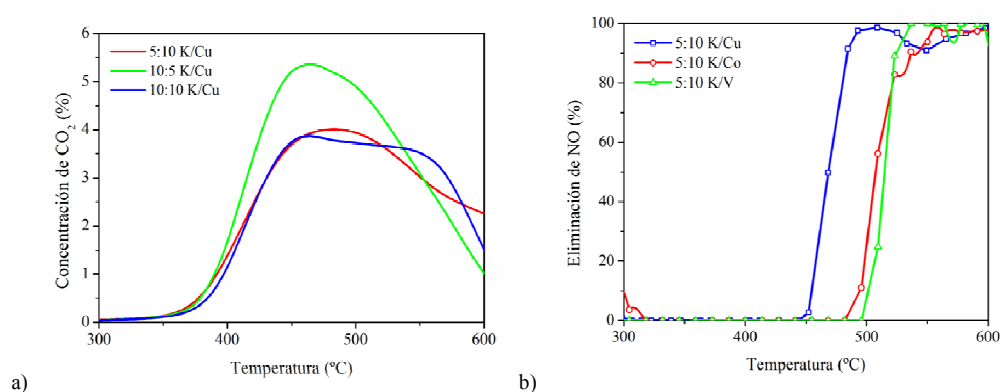 6
5
4
3
2
1
0
Concentración de CO2 (%)
5:10 K/Cu
10:5 K/Cu
10:10 K/Cu
300 400 500 600
Temperatura (ºC)
a)
100
80
60
40
20
0
Eliminación de NO (%)
5:10 K/Cu
5:10 K/Co
5:10 K/V
300 400 500 600
Temperatura (ºC)
b)